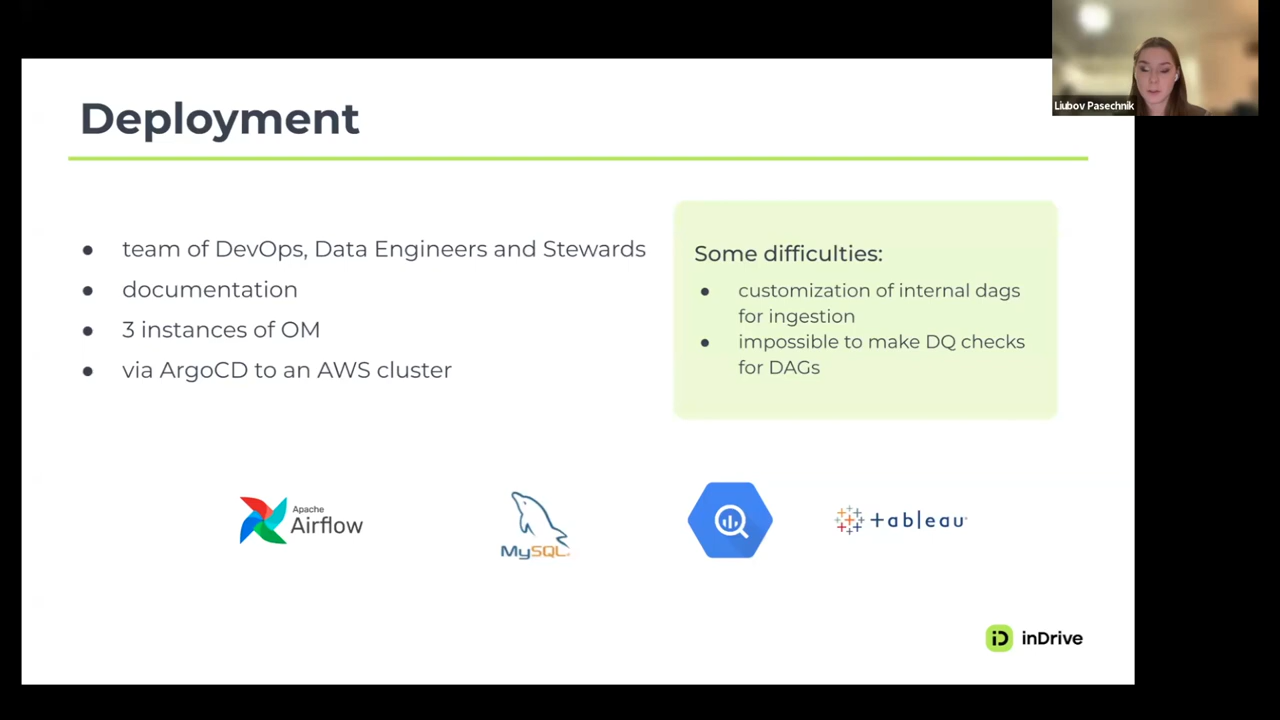 Deployment
Liubov Pasechnik
● team of DevOps, Data Engineers and Stewards
● documentation
● 3 instances of OM
● via ArgoCD to an AWS cluster
Some difficulties:
● customization of internal dags
for ingestion
● impossible to make DQ checks
for DAGs
Apache
Airflow
MySQL
+ableau
iD inDrive